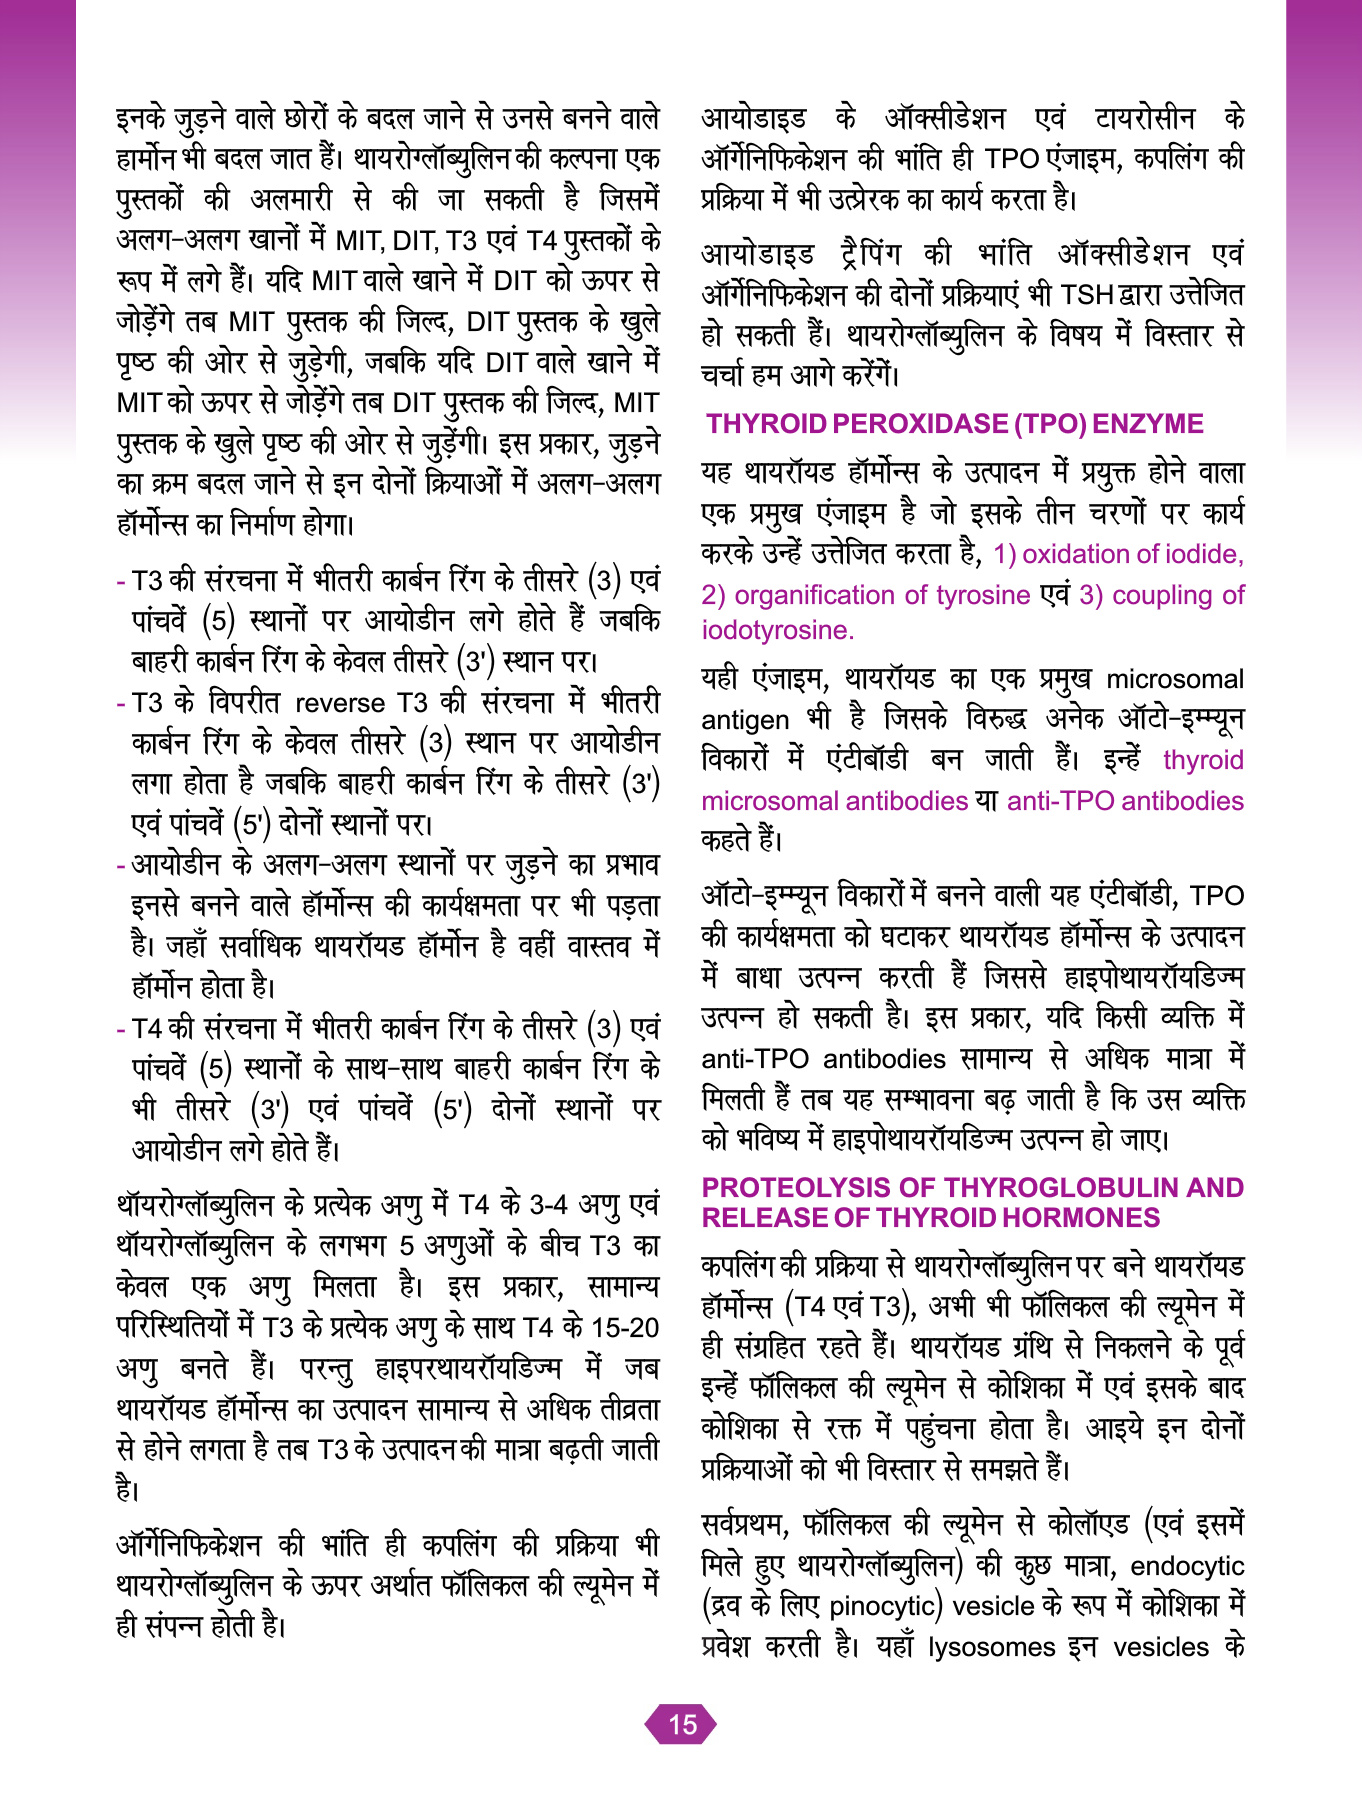 इनके जुड़ने वाले छोरों के बदल जाने से उनसे बनने वाले
हार्मोन भी बदल जात हैं। थायरोग्लॉब्युलिन की कल्पना एक
पुस्तकों की अलमारी से की जा सकती है जिसमें
अलग-अलग खानों में MIT, DIT, T3 एवं T4 पुस्तकों के
रूप में लगे हैं। यदि MIT वाले खाने में DIT को ऊपर से
जोड़ेंगे तब MIT पुस्तक की जिल्द, DIT पुस्तक के खुले
पृष्ठ की ओर से जुड़ेगी, जबकि यदि DIT वाले खाने में
MIT को ऊपर से जोड़ेंगे तब DIT पुस्तक की जिल्द, MIT
पुस्तक के खुले पृष्ठ की ओर से जुड़ेंगी। इस प्रकार, जुड़ने
का क्रम बदल जाने से इन दोनों क्रियाओं में अलग-अलग
हॉर्मोन्स का निर्माण होगा।
- T3 की संरचना में भीतरी कार्बन रिंग के तीसरे (3) एवं
पांचवें (5) स्थानों पर आयोडीन लगे होते हैं जबकि
बाहरी कार्बन रिंग के केवल तीसरे (3') स्थान पर।
- T3 के विपरीत reverse T3 की संरचना में भीतरी
कार्बन रिंग के केवल तीसरे (3) स्थान पर आयोडीन
लगा होता है जबकि बाहरी कार्बन रिंग के तीसरे (3')
एवं पांचवें (5') दोनों स्थानों पर।
- आयोडीन के अलग-अलग स्थानों पर जुड़ने का प्रभाव
इनसे बनने वाले हॉर्मोन्स की कार्यक्षमता पर भी पड़ता
है। जहाँ सर्वाधिक थायरॉयड हॉर्मोन है वहीं वास्तव में
हॉर्मोन होता है।
- T4 की संरचना में भीतरी कार्बन रिंग के तीसरे (3) एवं
पांचवें (5) स्थानों के साथ-साथ बाहरी कार्बन रिंग के
भी तीसरे (3') एवं पांचवें (5') दोनों स्थानों पर
आयोडीन लगे होते हैं।
थॉयरोग्लॉब्युलिन के प्रत्येक अणु में T4 के 3-4 अणु एवं
थॉयरोग्लॉब्युलिन के लगभग 5 अणुओं के बीच T3 का
केवल एक अणु मिलता है। इस प्रकार, सामान्य
परिस्थितियों में T3 के प्रत्येक अणु के साथ T4 के 15-20
अणु बनते हैं। परन्तु हाइपरथायरॉयडिज्म में जब
थायरॉयड हॉर्मोन्स का उत्पादन सामान्य से अधिक तीव्रता
से होने लगता है तब T3 के उत्पादन की मात्रा बढ़ती जाती
है।
ऑर्गेनिफिकेशन की भांति ही कपलिंग की प्रक्रिया भी
थायरोग्लॉब्युलिन के ऊपर अर्थात फॉलिकल की ल्यूमेन में
ही संपन्न होती है।
आयोडाइड के ऑक्सीडेशन एवं टायरोसीन के
ऑर्गेनिफिकेशन की भांति ही TPO एंजाइम, कपलिंग की
प्रक्रिया में भी उत्प्रेरक का कार्य करता है।
आयोडाइड ट्रैपिंग की भांति ऑक्सीडेशन एवं
ऑर्गेनिफिकेशन की दोनों प्रक्रियाएं भी TSH द्वारा उत्तेजित
हो सकती हैं। थायरोग्लॉब्युलिन के विषय में विस्तार से
चर्चा हम आगे करेंगें।
THYROID PEROXIDASE (TPO) ENZYME
यह थायरॉयड हॉर्मोन्स के उत्पादन में प्रयुक्त होने वाला
एक प्रमुख एंजाइम है जो इसके तीन चरणों पर कार्य
करके उन्हें उत्तेजित करता है, 1) oxidation of iodide,
2) organification of tyrosine एवं 3) coupling of
iodotyrosine.
यही एंजाइम, थायरॉयड का एक प्रमुख microsomal
antigen भी है जिसके विरुद्ध अनेक ऑटो-इम्म्यून
विकारों में एंटीबॉडी बन जाती हैं। इन्हें thyroid
microsomal antibodies या anti-TPO antibodies
कहते हैं।
ऑटो-इम्म्यून विकारों में बनने वाली यह एंटीबॉडी, TPO
की कार्यक्षमता को घटाकर थायरॉयड हॉर्मोन्स के उत्पादन
में बाधा उत्पन्न करती हैं जिससे हाइपोथायरॉयडिज्म
उत्पन्न हो सकती है। इस प्रकार, यदि किसी व्यक्ति में
anti-TPO antibodies सामान्य से अधिक मात्रा में
मिलती हैं तब यह सम्भावना बढ़ जाती है कि उस व्यक्ति
को भविष्य में हाइपोथायरॉयडिज्म उत्पन्न हो जाए।
PROTEOLYSIS OF THYROGLOBULIN AND
RELEASE OF THYROID HORMONES
कपलिंग की प्रक्रिया से थायरोग्लॉब्युलिन पर बने थायरॉयड
हॉर्मोन्स (T4 एवं T3), अभी भी फॉलिकल की ल्यूमेन में
ही संग्रहित रहते हैं। थायरॉयड ग्रंथि से निकलने के पूर्व
इन्हें फॉलिकल की ल्यूमेन से कोशिका में एवं इसके बाद
कोशिका से रक्त में पहुंचना होता है। आइये इन दोनों
प्रक्रियाओं को भी विस्तार से समझते हैं।
सर्वप्रथम, फॉलिकल की ल्यूमेन से कोलॉएड (एवं इसमें
मिले हुए थायरोग्लॉब्युलिन) की कुछ मात्रा, endocytic
(द्रव के लिए pinocytic) vesicle के रूप में कोशिका में
प्रवेश करती है। यहाँ lysosomes इन vesicles के
15